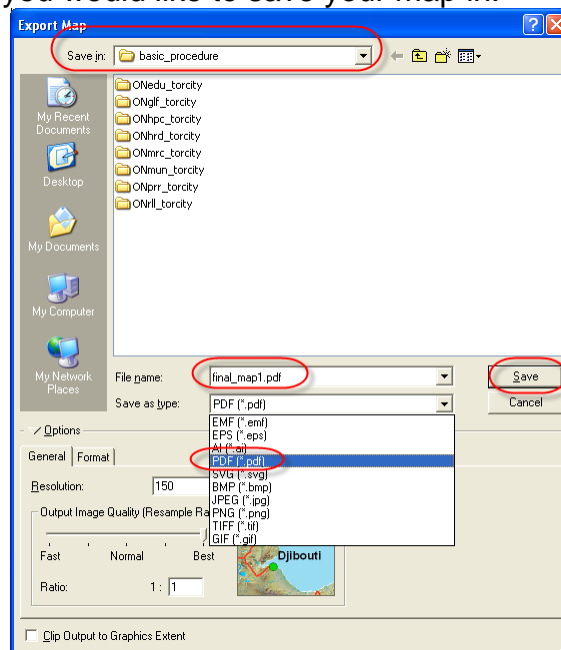 you would like to save your map in.
Export Map
Save in: basic_procedure
My Recent Documents
Desktop
My Documents
My Computer
My Network Places
ONedu_torcity
ONglf_torcity
ONhpc_torcity
ONhrd_torcity
ONmrc_torcity
ONmun_torcity
ONprr_torcity
ONrll_torcity
File name: final_map1.pdf Save
Save as type: PDF (*.pdf) Cancel
EMF (*.emf)
EPS (*.eps)
AI (*.ai)
PDF (*.pdf)
SVG (*.svg)
BMP (*.bmp)
JPEG (*.jpg)
PNG (*.png)
TIFF (*.tif)
GIF (*.gif)
Options
General Format
Resolution: 150
Output Image Quality (Resample Ra
Fast Normal Best
Djibouti
Ratio: 1 : 1
Clip Output to Graphics Extent